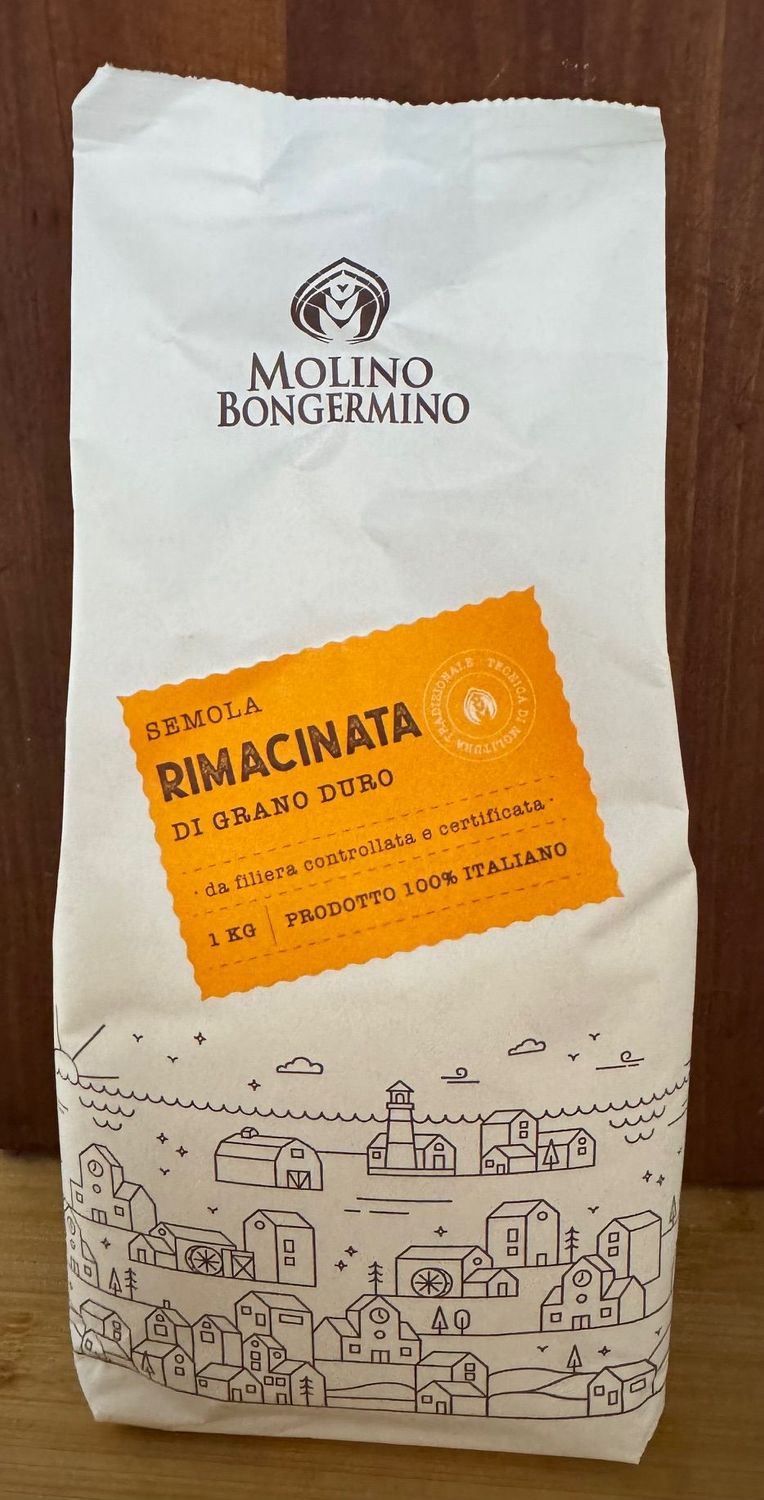 MOLINO
BONGERMINO
SEMOLA
RIMACINATA
DI GRANO DURO
TECNICA DI MOLITURA TRADIZIONALE
· da filiera controllata e certificata ·
1 KG | PRODOTTO 100% ITALIANO